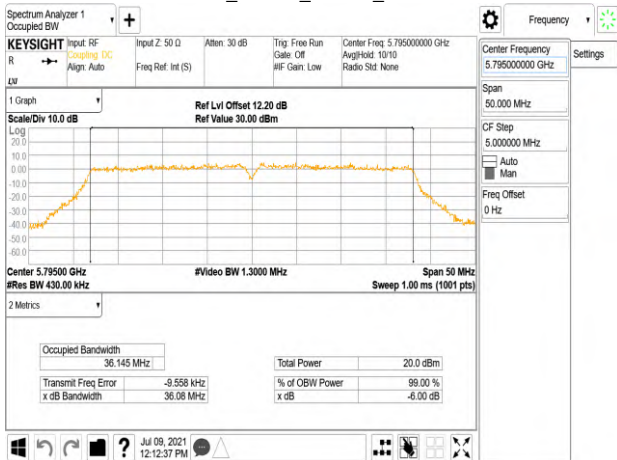 Spectrum Analyzer 1
Occupied BW
Frequency
KEYSIGHT
Input: RF
Coupling: DC
Align: Auto
Input Z: 50 Ω
Freq Ref: Int (S)
Atten: 30 dB
Trig: Free Run
Gate: Off
#IF Gain: Low
Center Freq: 5.795000000 GHz
Avg|Hold: 10/10
Radio Std: None
R
LXI
Center Frequency
5.795000000 GHz
Settings
Span
50.000 MHz
CF Step
5.000000 MHz
Auto
Man
Freq Offset
0 Hz
1 Graph
Ref Lvl Offset 12.20 dB
Scale/Div 10.0 dB
Ref Value 30.00 dBm
Log
20.0
10.0
0.00
-10.0
-20.0
-30.0
-40.0
-50.0
-60.0
Center 5.79500 GHz
#Video BW 1.3000 MHz
Span 50 MHz
#Res BW 430.00 kHz
Sweep 1.00 ms (1001 pts)
2 Metrics
Occupied Bandwidth
36.145 MHz
Total Power
20.0 dBm
Transmit Freq Error
-9.558 kHz
% of OBW Power
99.00 %
x dB Bandwidth
36.08 MHz
x dB
-6.00 dB
?
Jul 09, 2021
12:12:37 PM